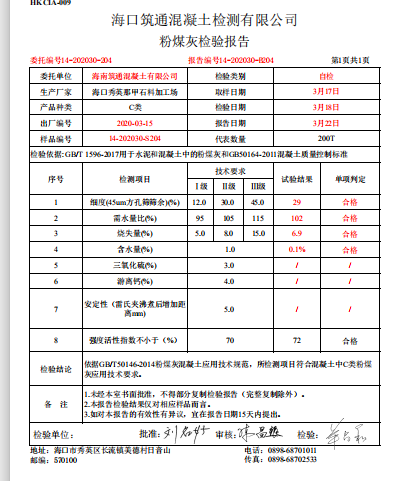 HKCIA-009
海口筑通混凝土检测有限公司
粉煤灰检验报告
委托编号14-202030-204 报告编号14-202030-B204 第1页共1页
委托单位 海南筑通混凝土有限公司 检验类别 自检
生产厂家 海口秀英那甲石料加工场 取样日期 3月17日
产品种类 C类 检验日期 3月18日
出厂编号 2020-03-15 报告日期 3月22日
样品编号 14-202030-S204 代表数量 200T
检验依据:GB/T 1596-2017用于水泥和混凝土中的粉煤灰和GB50164-2011混凝土质量控制标准
序号 检测项目 技术要求 试验结果 单项判定
Ⅰ级 Ⅱ级 Ⅲ级
1 细度(45um方孔筛筛余)(%) 12.0 30.0 45.0 29 合格
2 需水量比(%) 95 105 115 102 合格
3 烧失量(%) 5.0 8.0 15.0 6.9 合格
4 含水量(%) 1.0 0.1% 合格
5 三氧化硫(%) 3.0 / /
6 游离钙(%) 4.0 / /
7 安定性（雷氏夹沸煮后增加距离mm) 5.0 / /
8 强度活性指数不小于（%） 70 72 合格
检验结论 依据GB/T50146-2014粉煤灰混凝土应用技术规范，所检测项目符合混凝土中C类粉煤灰应用技术要求。
备 注 1.未经本室书面批准，不得部分复制检验报告（完整复制除外）。
2.本报告检验结果仅对相应样品而言。
3.如对本报告的有效性有异议，宜在报告日期15天内提出。
检验单位： 批准: 审核: 检验:
地址：海口市秀英区长流镇美德村日音山 电话：0898-68701011
邮编：570100 传真：0898-68702533